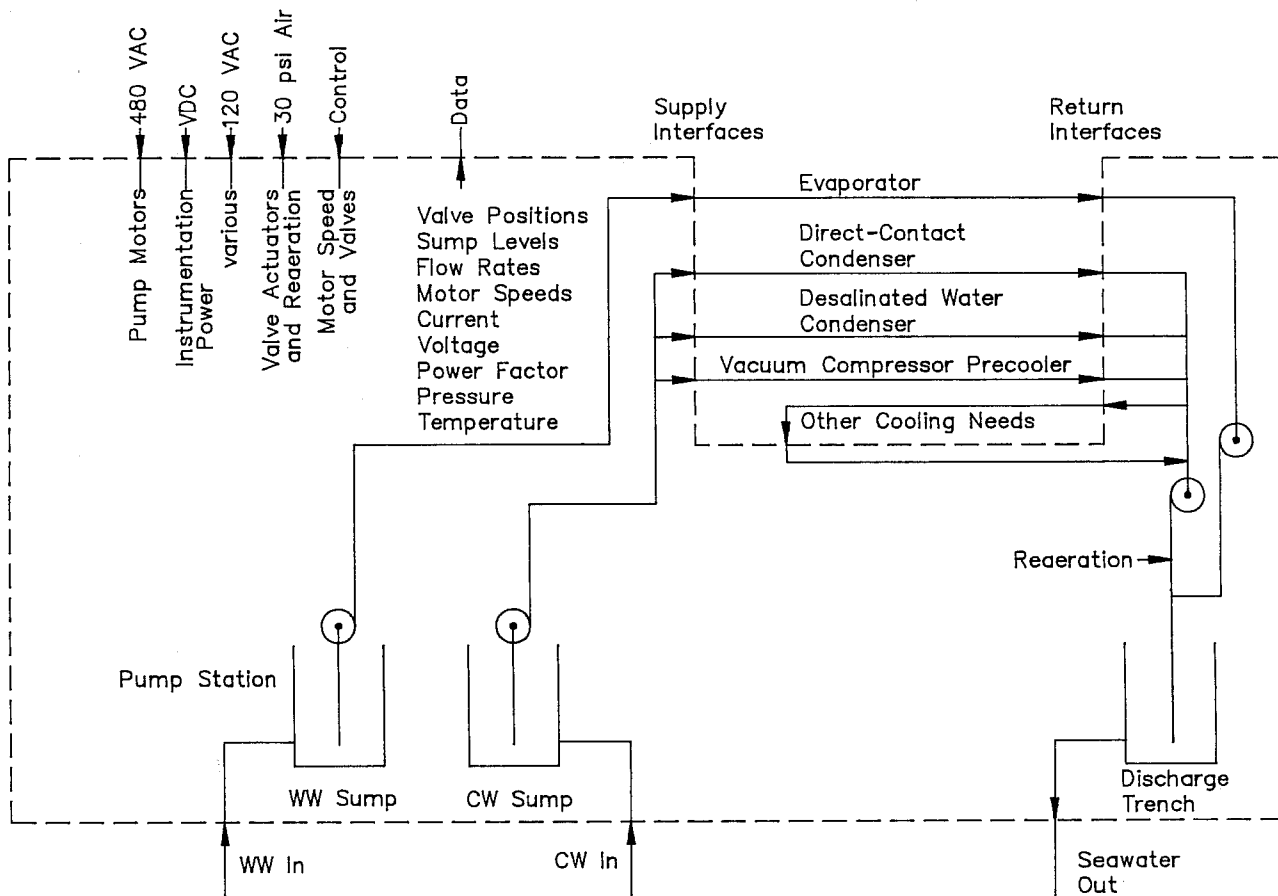 480 VAC
VDC
120 VAC
30 psi Air
Control
Data
Pump Motors
Instrumentation
Power
various
Valve Actuators
and Reaeration
Motor Speed
and Valves
Valve Positions
Sump Levels
Flow Rates
Motor Speeds
Current
Voltage
Power Factor
Pressure
Temperature
Supply
Interfaces
Return
Interfaces
Evaporator
Direct-Contact
Condenser
Desalinated Water
Condenser
Vacuum Compressor Precooler
Other Cooling Needs
Reaeration
Pump Station
WW Sump
CW Sump
Discharge
Trench
WW In
CW In
Seawater
Out